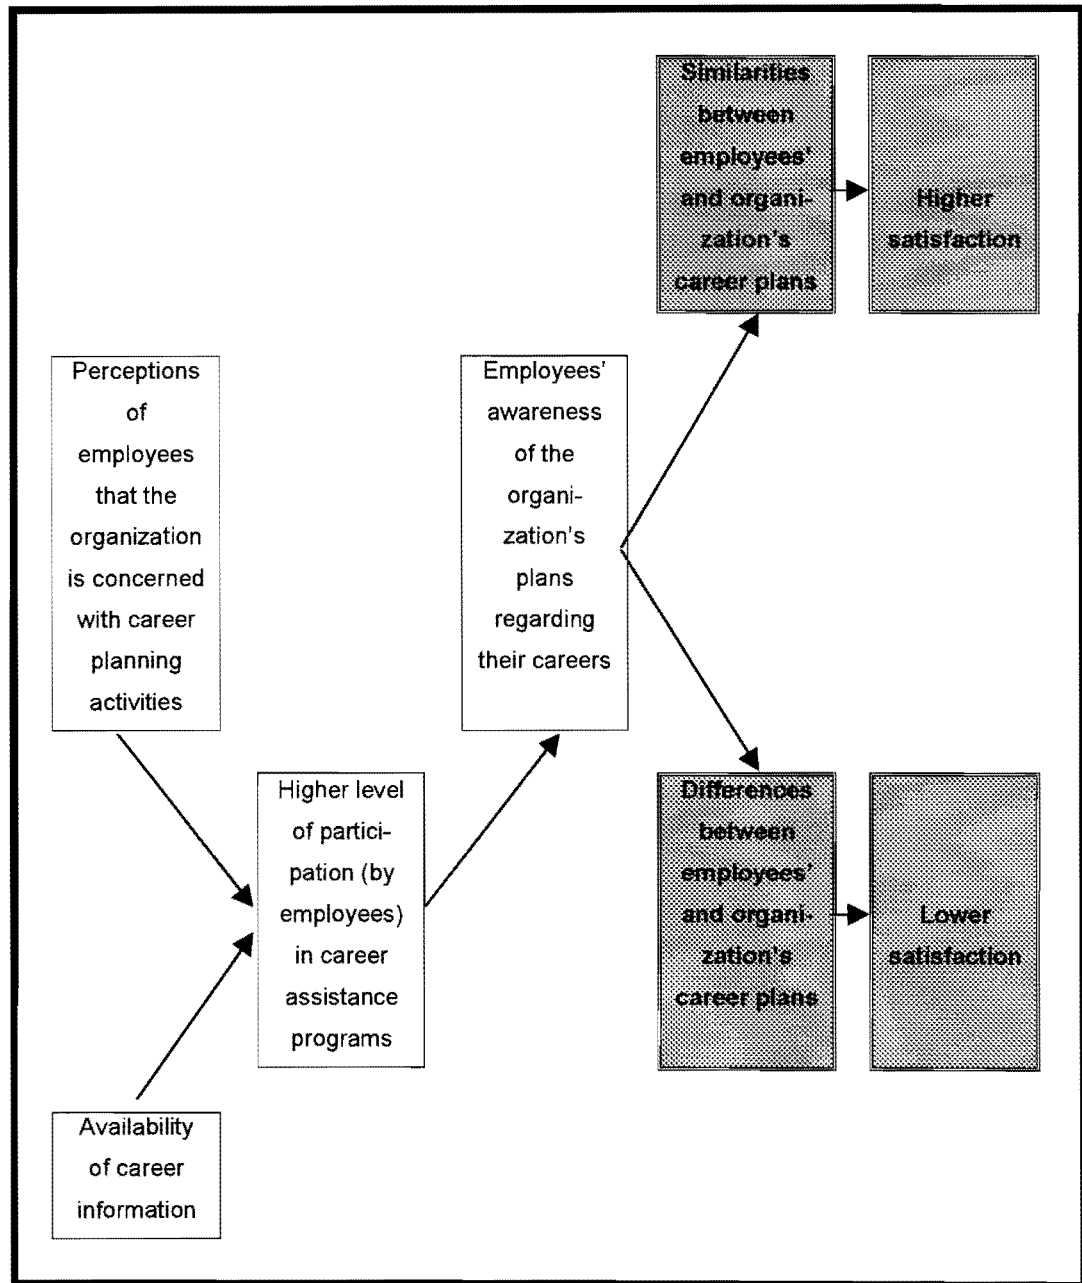 Perceptions
of
employees
that the
organization
is concerned
with career
planning
activities
Availability
of career
information
Higher level
of partici-
pation (by
employees)
in career
assistance
programs
Employees'
awareness
of the
organi-
zation's
plans
regarding
their careers
Similarities
between
employees'
and organi-
zation's
career plans
Higher
satisfaction
Differences
between
employees'
and organi-
zation's
career plans
Lower
satisfaction